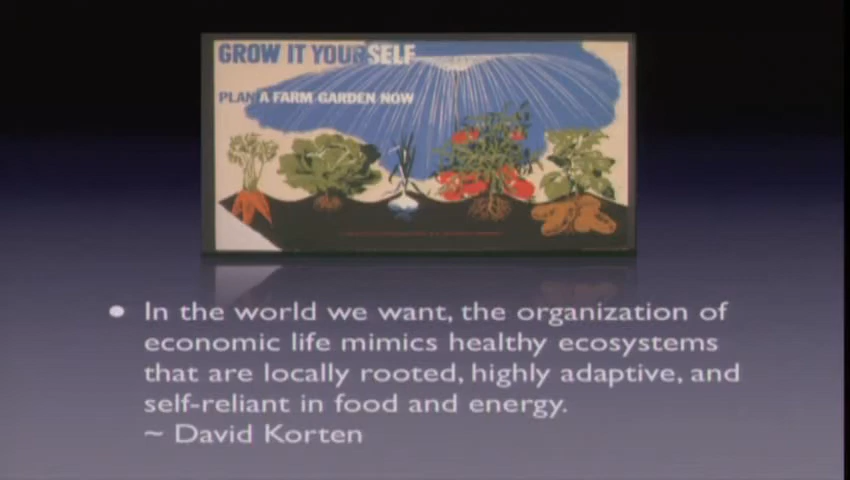 GROW IT YOURSELF
PLAN A FARM GARDEN NOW
• In the world we want, the organization of
economic life mimics healthy ecosystems
that are locally rooted, highly adaptive, and
self-reliant in food and energy.
~ David Korten